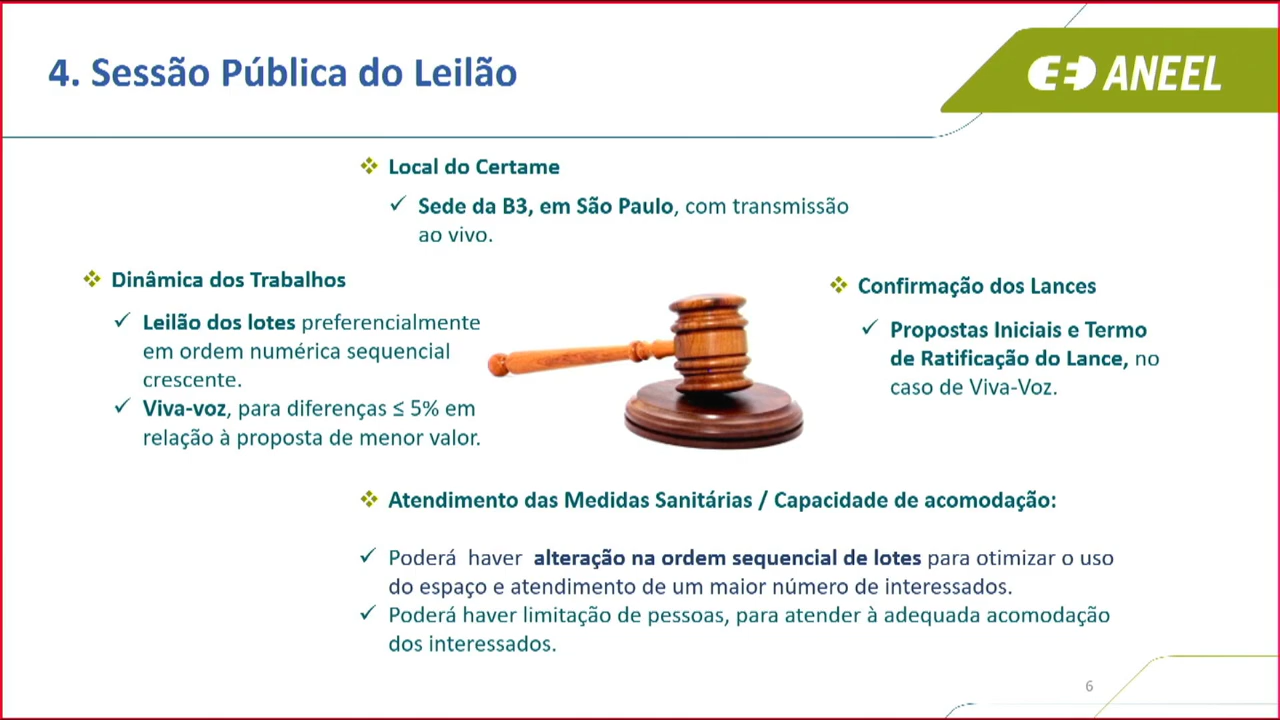 4. Sessão Pública do Leilão
ANEEL
Local do Certame
✓ Sede da B3, em São Paulo, com transmissão
ao vivo.
Dinâmica dos Trabalhos
✓ Leilão dos lotes preferencialmente
em ordem numérica sequencial
crescente.
✓ Viva-voz, para diferenças ≤ 5% em
relação à proposta de menor valor.
Confirmação dos Lances
✓ Propostas Iniciais e Termo
de Ratificação do Lance, no
caso de Viva-Voz.
Atendimento das Medidas Sanitárias / Capacidade de acomodação:
✓ Poderá haver alteração na ordem sequencial de lotes para otimizar o uso
do espaço e atendimento de um maior número de interessados.
✓ Poderá haver limitação de pessoas, para atender à adequada acomodação
dos interessados.
6